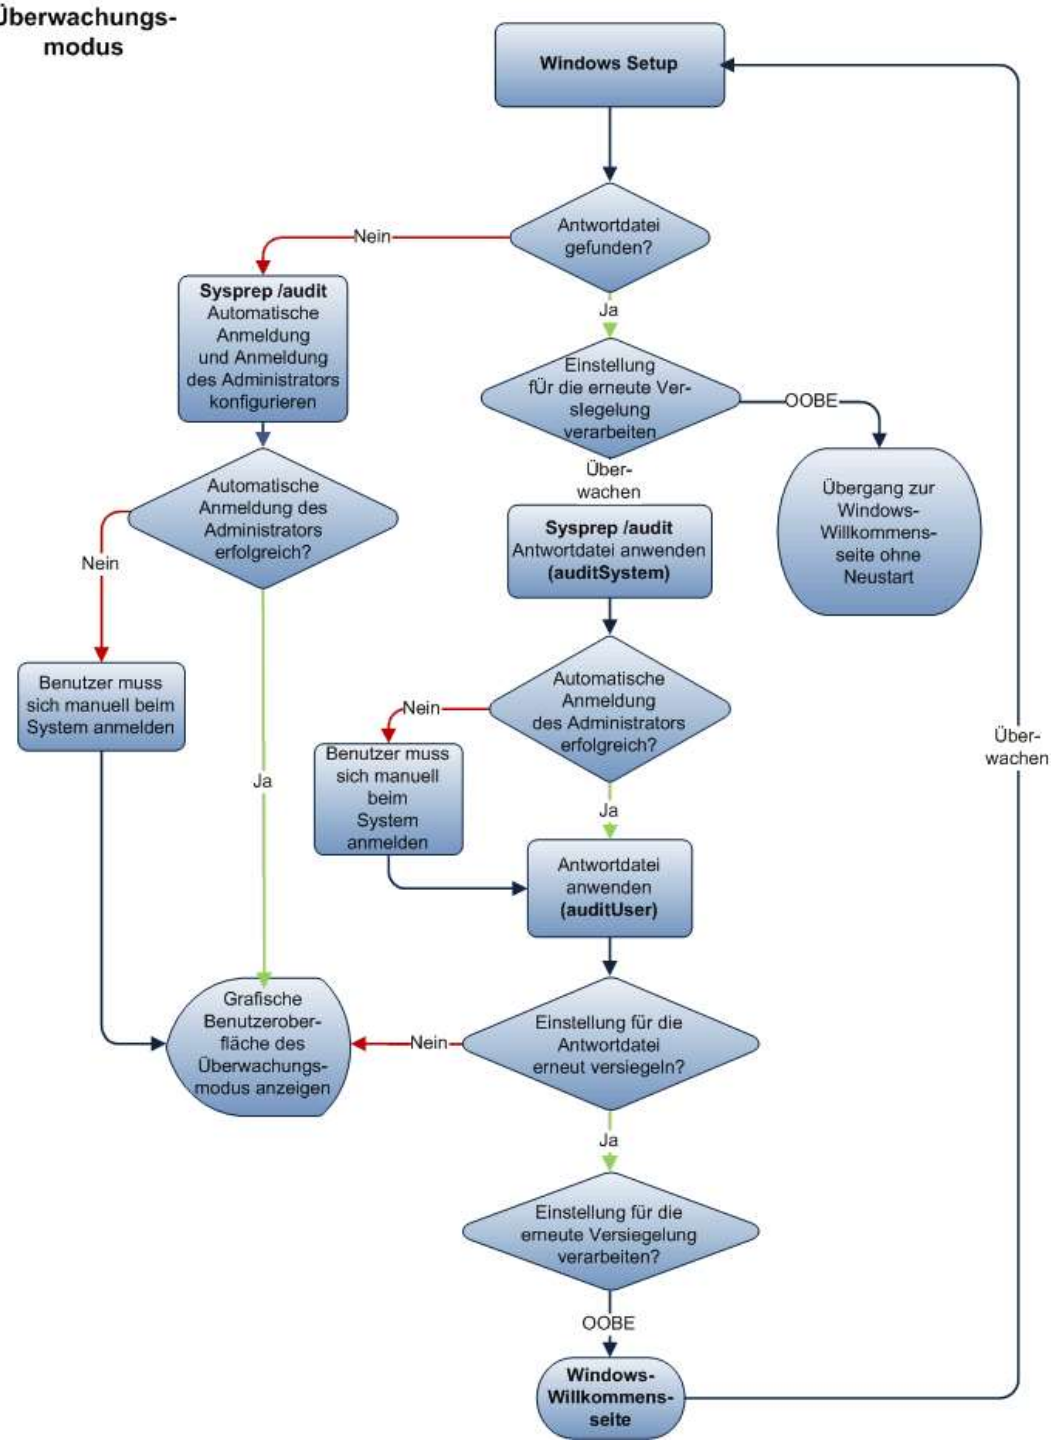 Überwachungs-
modus
Windows Setup
Antwortdatei
gefunden?
Nein
Ja
Sysprep /audit
Automatische
Anmeldung
und Anmeldung
des Administrators
konfigurieren
Einstellung
fÜr die erneute Ver-
sIegelung
verarbeiten
OOBE
Über-
wachen
Übergang zur
Windows-
Willkommens-
seite ohne
Neustart
Automatische
Anmeldung des
Administrators
erfolgreich?
Nein
Sysprep /audit
Antwortdatei anwenden
(auditSystem)
Benutzer muss
sich manuell beim
System anmelden
Automatische
Anmeldung
des Administrators
erfolgreich?
Nein
Ja
Benutzer muss
sich manuell
beim
System
anmelden
Ja
Über-
wachen
Antwortdatei
anwenden
(auditUser)
Grafische
Benutzerober-
fläche des
Überwachungs-
modus anzeigen
Nein
Einstellung für die
Antwortdatei
erneut versiegeln?
Ja
Einstellung für die
erneute Versiegelung
verarbeiten?
OOBE
Windows-
Willkommens-
seite